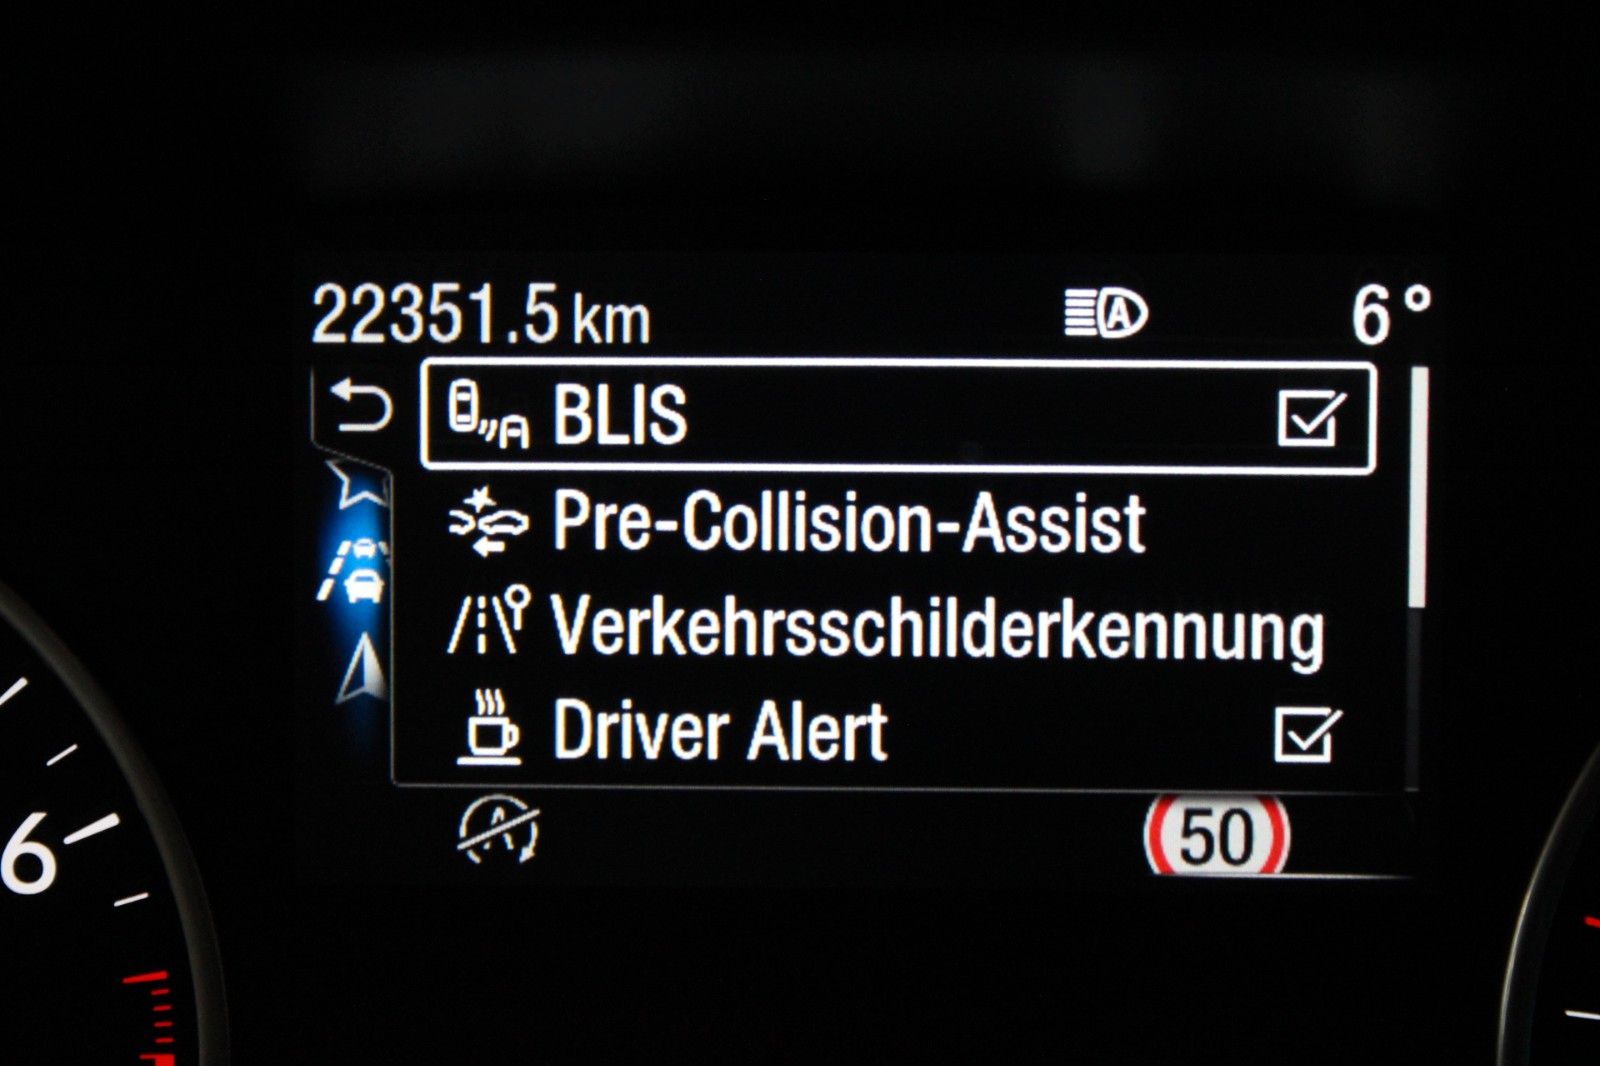 22351.5 km A 6°
BLIS
Pre-Collision-Assist
Verkehrsschilderkennung
Driver Alert
A 50
6